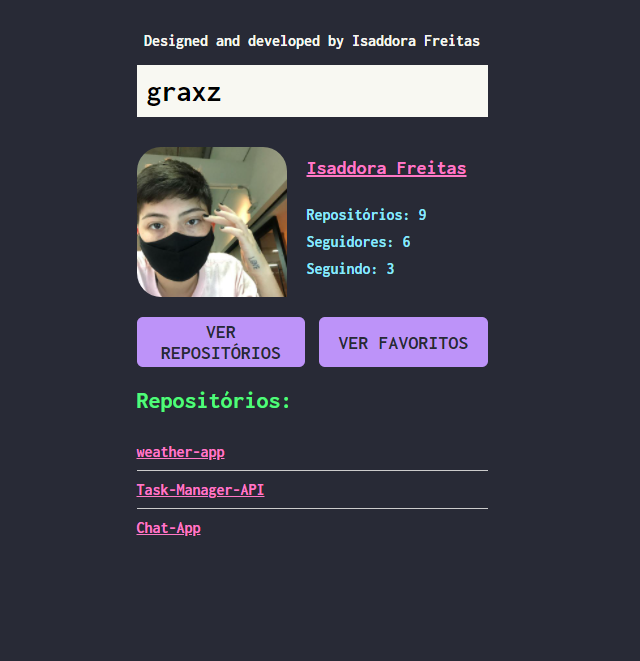 Designed and developed by Isaddora Freitas
graxz
Isaddora Freitas
Repositórios: 9
Seguidores: 6
Seguindo: 3
VER
REPOSITÓRIOS
VER FAVORITOS
Repositórios:
weather-app
Task-Manager-API
Chat-App